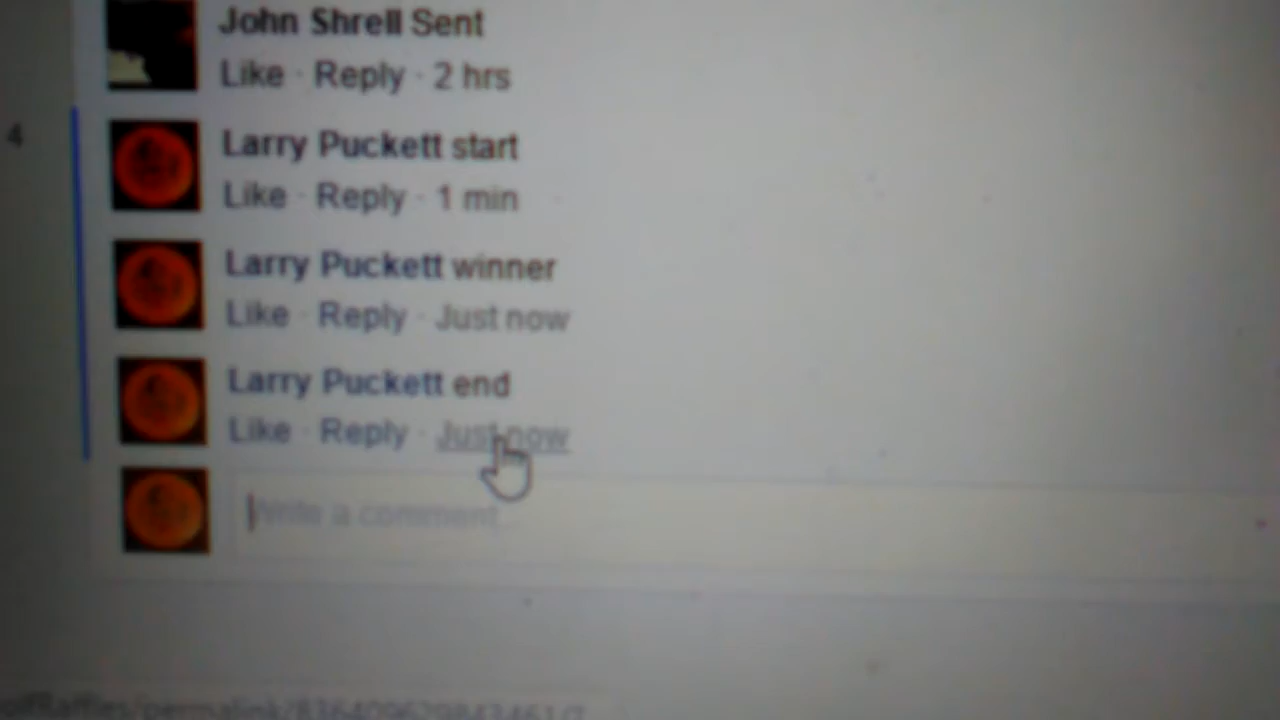 John Shrell Sent
Like · Reply · 2 hrs
4
Larry Puckett start
Like · Reply · 1 min
Larry Puckett winner
Like · Reply · Just now
Larry Puckett end
Like · Reply · Just now
Write a comment...